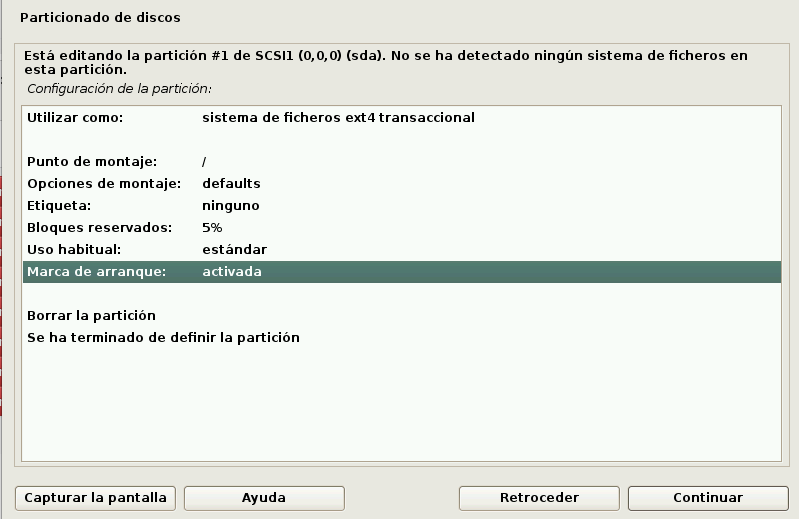 Particionado de discos
Está editando la partición #1 de SCSI1 (0,0,0) (sda). No se ha detectado ningún sistema de ficheros en
esta partición.
Configuración de la partición:
Utilizar como: sistema de ficheros ext4 transaccional
Punto de montaje: /
Opciones de montaje: defaults
Etiqueta: ninguno
Bloques reservados: 5%
Uso habitual: estándar
Marca de arranque: activada
Borrar la partición
Se ha terminado de definir la partición
Capturar la pantalla Ayuda Retroceder Continuar